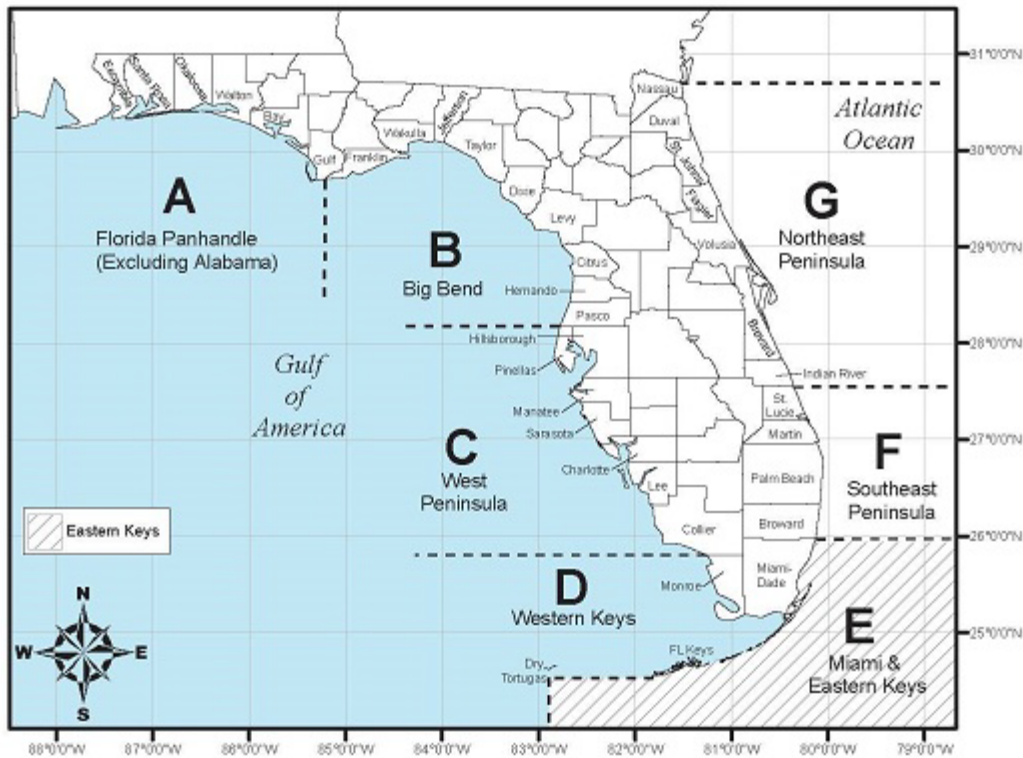 Escambia
Santa Rosa
Okaloosa
Walton
Bay
Gulf
Franklin
Wakulla
Jefferson
Taylor
Dixie
Levy
Citrus
Hernando
Pasco
Hillsborough
Pinellas
Manatee
Sarasota
Charlotte
Lee
Collier
Monroe
FL Keys
Dry
Tortugas
Nassau
Duval
St. Johns
Flagler
Volusia
Brevard
Indian River
St.
Lucie
Martin
Palm Beach
Broward
Miami-
Dade
A
Florida Panhandle
(Excluding Alabama)
B
Big Bend
C
West
Peninsula
D
Western Keys
E
Miami &
Eastern Keys
F
Southeast
Peninsula
G
Northeast
Peninsula
Atlantic
Ocean
Gulf
of
America
Eastern Keys
N
W
E
S
31°0'0"N
30°0'0"N
29°0'0"N
28°0'0"N
27°0'0"N
26°0'0"N
25°0'0"N
88°0'0"W
87°0'0"W
86°0'0"W
85°0'0"W
84°0'0"W
83°0'0"W
82°0'0"W
81°0'0"W
80°0'0"W
79°0'0"W